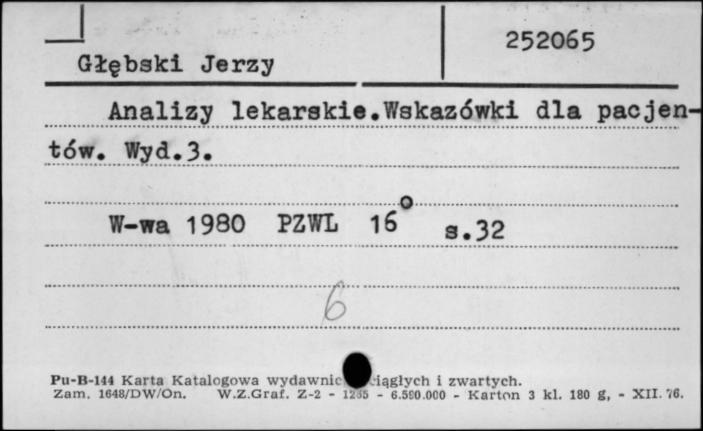 252065
Głębski Jerzy
Analizy lekarskie.Wskazówki dla pacjen-
tów. Wyd.3.
W-wa 1980 PZWL 16° s.32
6
Pu-B-144 Karta Katalogowa wydawnic ciągłych i zwartych.
Zam. 1648/DW/On. W.Z.Graf. Z-2 - 1265 - 6.590.000 - Karton 3 kl. 180 g, - XII. 76.